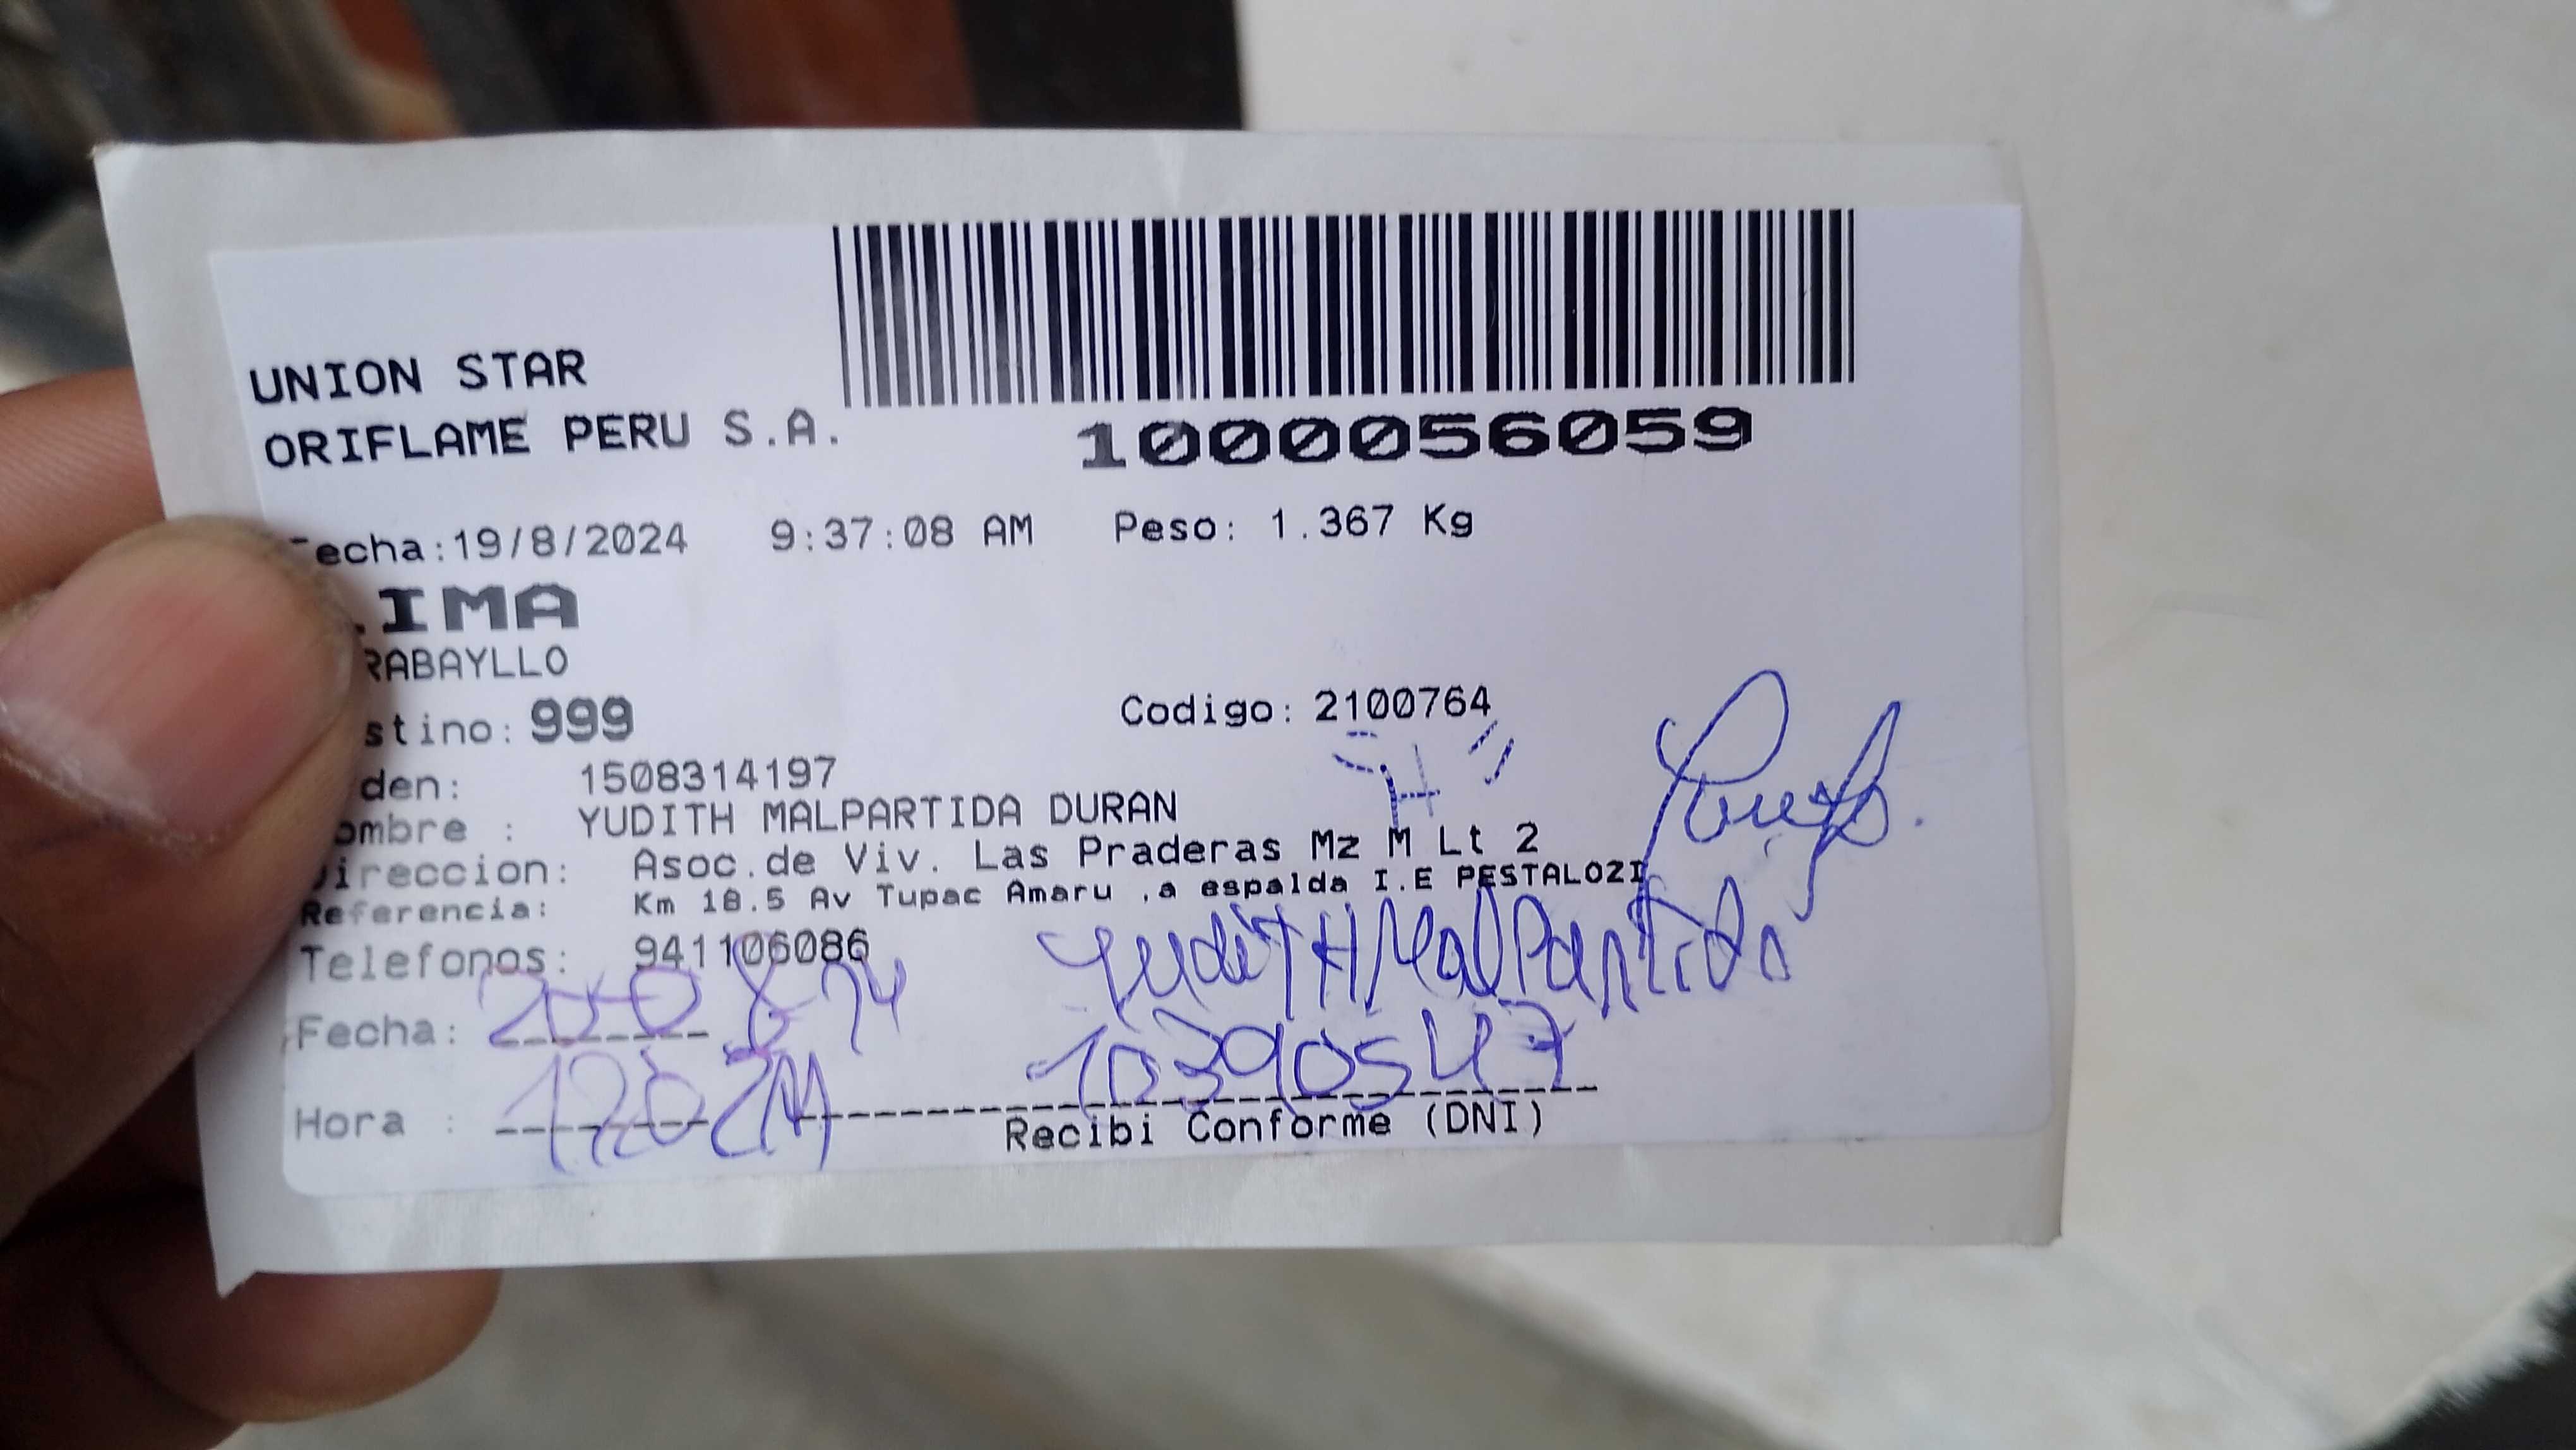 UNION STAR
ORIFLAME PERU S.A.
1000056059
echa:19/8/2024 9:37:08 AM Peso: 1.367 Kg
IMA
RABAYLLO
stino: 999 Codigo: 2100764
den: 1508314197
ombre : YUDITH MALPARTIDA DURAN
Direccion: Asoc.de Viv. Las Praderas Mz M Lt 2
Referencia: Km 18.5 Av Tupac Amaru ,a espalda I.E PESTALOZI
Telefonos: 941106086
YudiTH MalPartida
Fecha:
10390547
Hora :
Recibi Conforme (DNI)